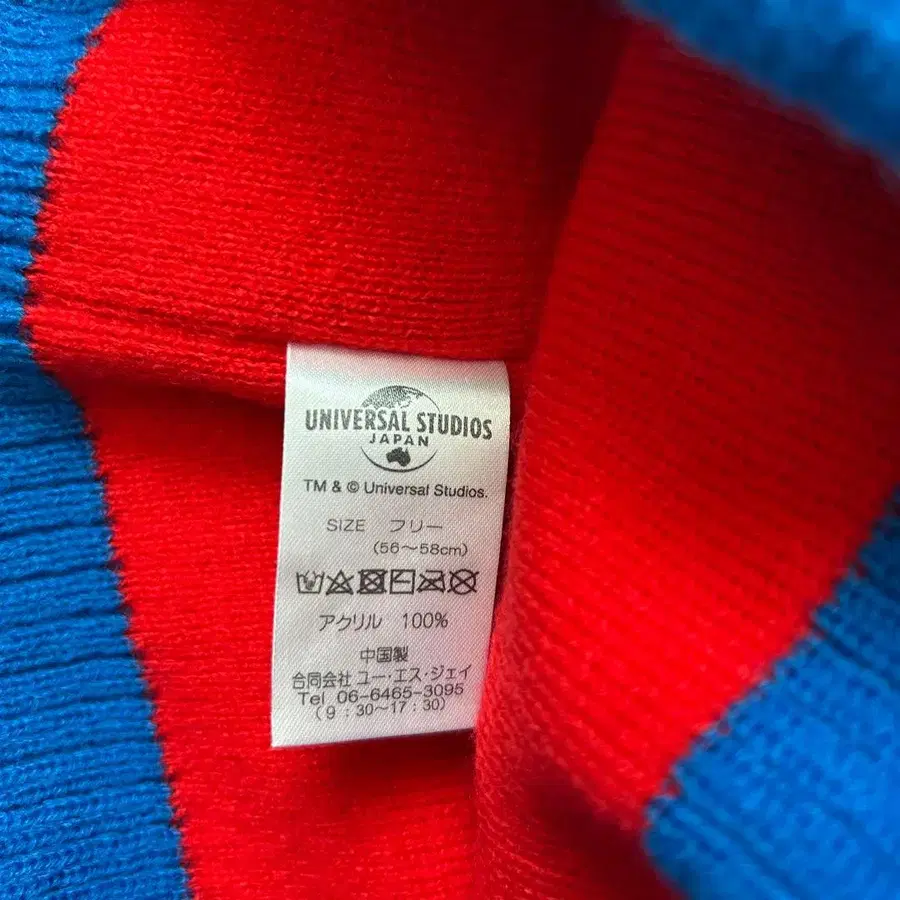 UNIVERSAL STUDIOS
JAPAN
TM & © Universal Studios.
SIZE フリー
(56～58cm)
アクリル 100%
中国製
合同会社 ユー・エス・ジェイ
Tel 06-6465-3095
(9：30～17：30)